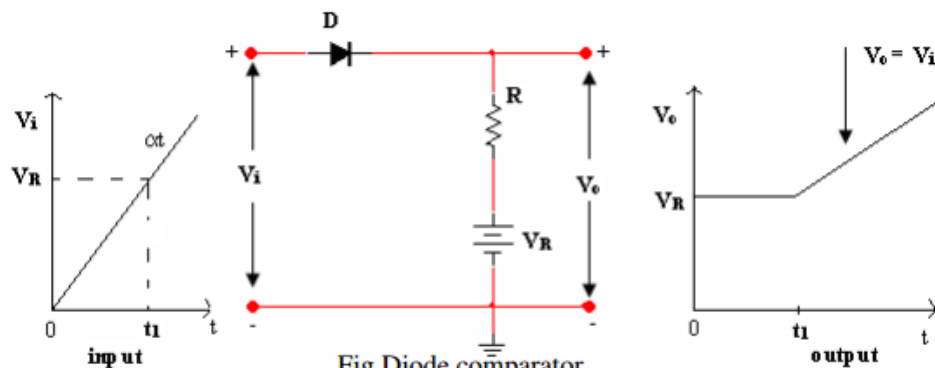 Vi
VR
αt
0
t1
t
input
D
+
+
R
Vi
Vo
VR
-
-
Fig Diode comparator
Vo = Vi
Vo
VR
0
t1
t
output